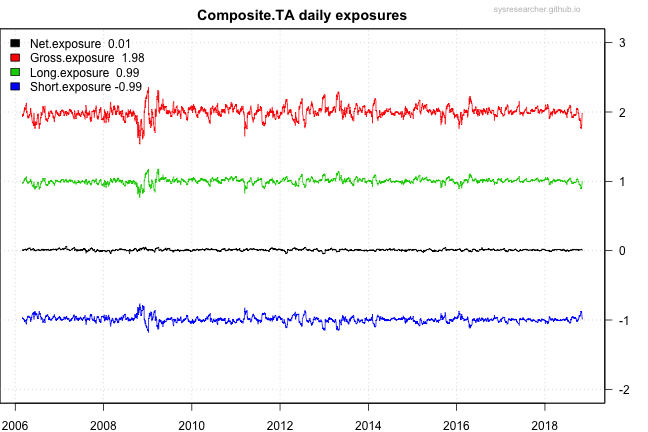 Composite.TA daily exposures
sysresearcher.github.io
Net.exposure 0.01
Gross.exposure 1.98
Long.exposure 0.99
Short.exposure -0.99
3
2
1
0
-1
-2
2006 2008 2010 2012 2014 2016 2018